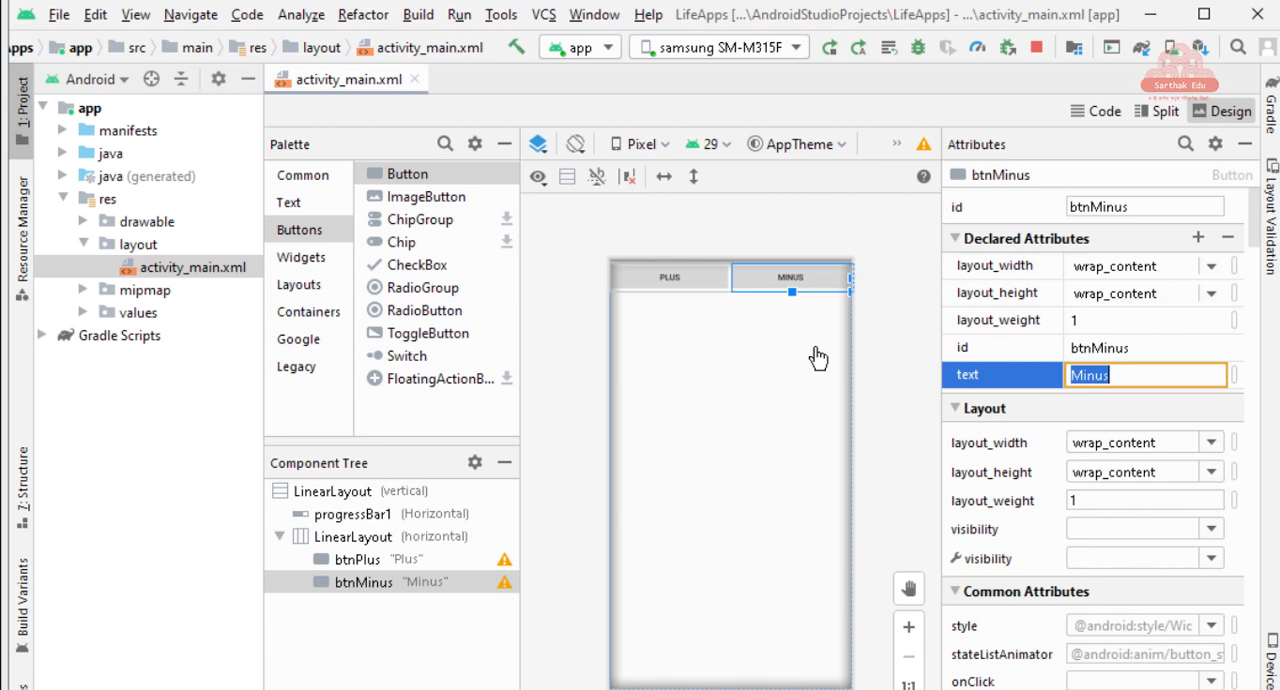 File Edit View Navigate Code Analyze Refactor Build Run Tools VCS Window Help LifeApps [...\AndroidStudioProjects\LifeApps] - ...\activity_main.xml [app]
Apps app src main res layout activity_main.xml app samsung SM-M315F
Sarthak Edu
1: Project
Resource Manager
7: Structure
Build Variants
Android
app
manifests
java
java (generated)
res
drawable
layout
activity_main.xml
mipmap
values
Gradle Scripts
activity_main.xml
Code Split Design
Palette
Common
Text
Buttons
Widgets
Layouts
Containers
Google
Legacy
Button
ImageButton
ChipGroup
Chip
CheckBox
RadioGroup
RadioButton
ToggleButton
Switch
FloatingActionB...
Component Tree
LinearLayout (vertical)
progressBar1 (Horizontal)
LinearLayout (horizontal)
btnPlus "Plus"
btnMinus "Minus"
Pixel 29 AppTheme
PLUS MINUS
1:1
Attributes
btnMinus Button
id btnMinus
Declared Attributes
layout_width wrap_content
layout_height wrap_content
layout_weight 1
id btnMinus
text Minus
Layout
layout_width wrap_content
layout_height wrap_content
layout_weight 1
visibility
visibility
Common Attributes
style @android:style/Wid
stateListAnimator @android:anim/button_s
onClick
Gradle
Layout Validation